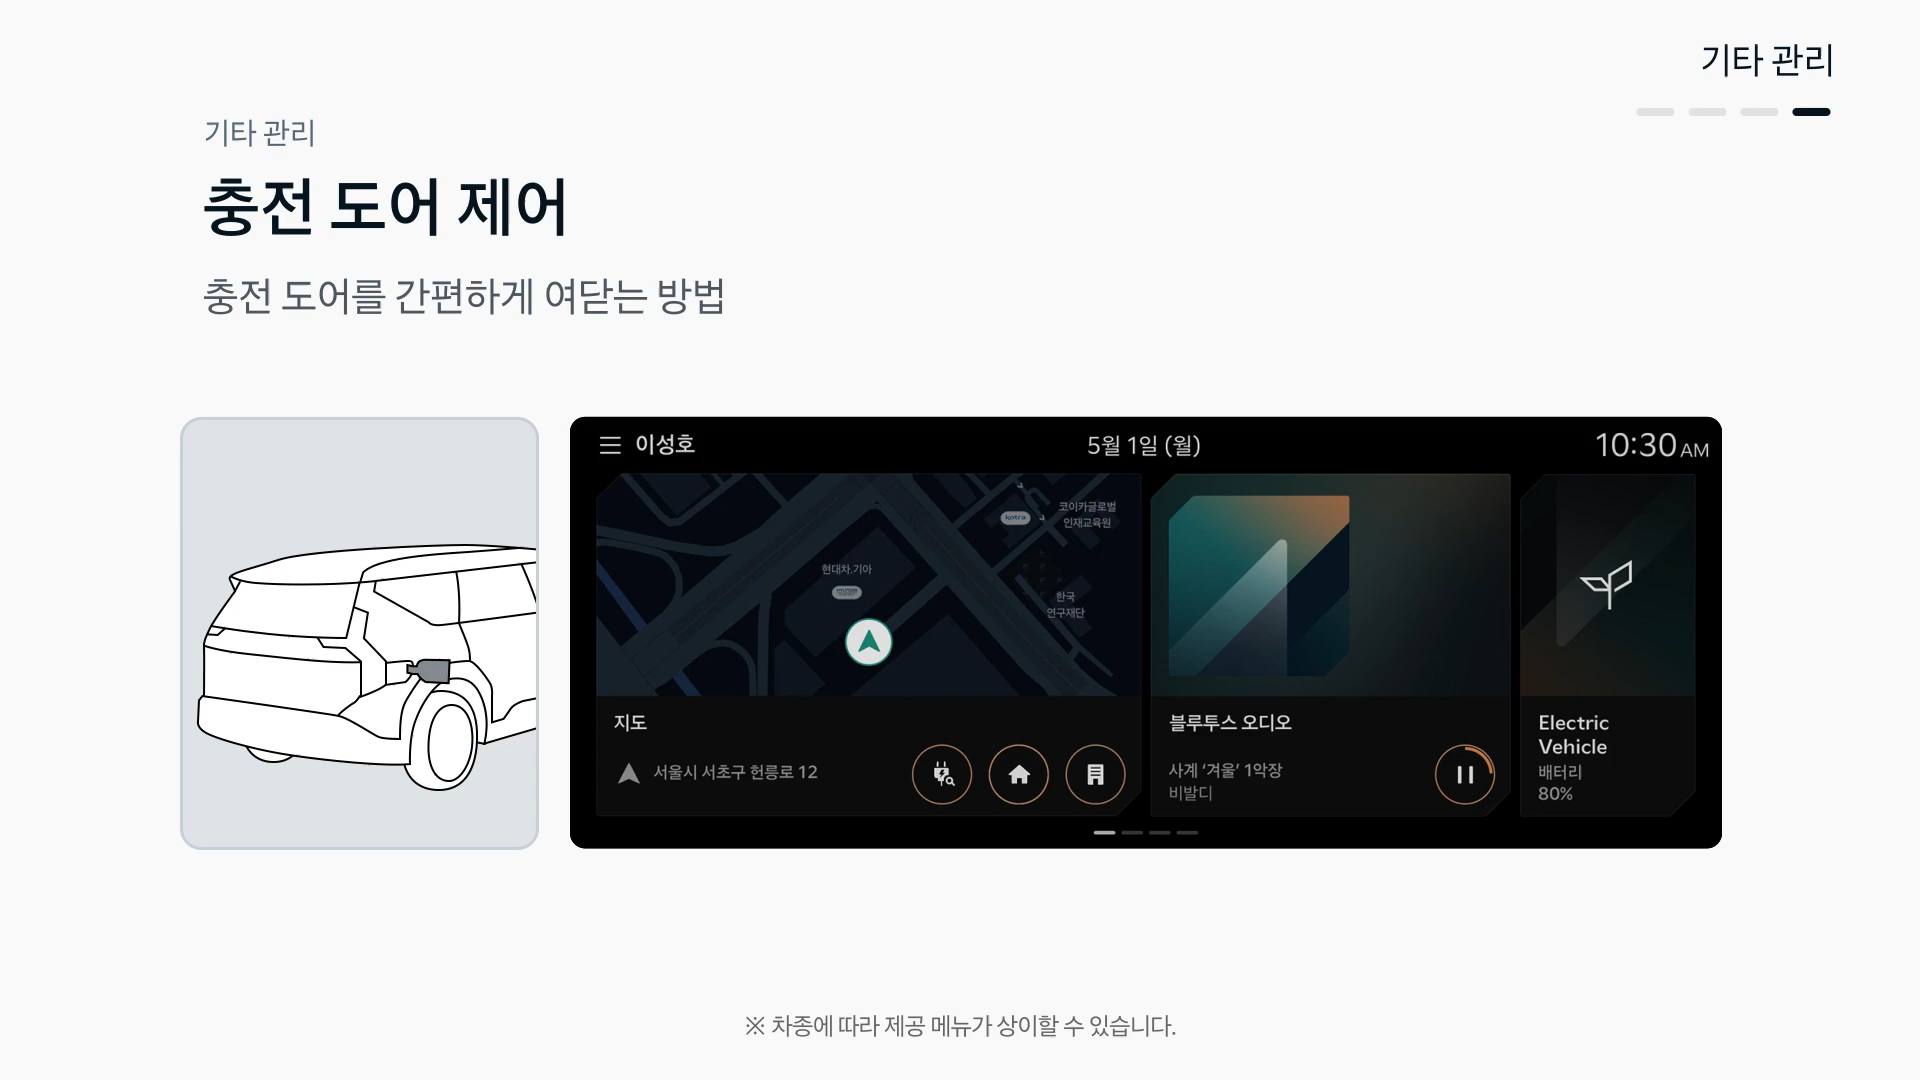 기타 관리
기타 관리
충전 도어 제어
충전 도어를 간편하게 여닫는 방법
이성호
5월 1일 (월)
10:30 AM
코이카글로벌
인재교육원
kotra
현대차.기아
한국
연구재단
지도
서울시 서초구 헌릉로 12
블루투스 오디오
사계 ‘겨울’ 1악장
비발디
Electric
Vehicle
배터리
80%
※ 차종에 따라 제공 메뉴가 상이할 수 있습니다.